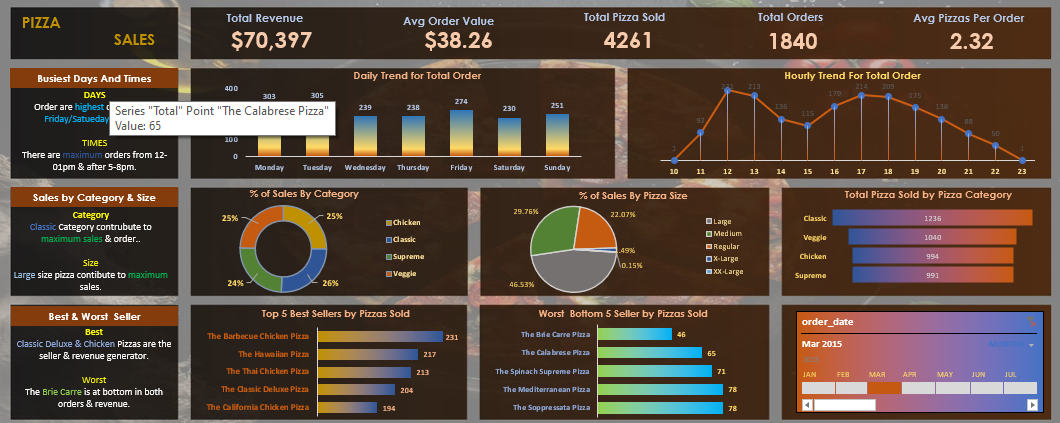 PIZZA
SALES
Total Revenue
$70,397
Avg Order Value
$38.26
Total Pizza Sold
4261
Total Orders
1840
Avg Pizzas Per Order
2.32
Busiest Days And Times
DAYS
Order are highest
Friday/Satueday
TIMES
There are maximum orders from 12-
01pm & after 5-8pm.
Series "Total" Point "The Calabrese Pizza"
Value: 65
Daily Trend for Total Order
400
100
0
303
305
239
238
274
230
251
Monday
Tuesday
Wednesday
Thursday
Friday
Saturday
Sunday
Hourly Trend For Total Order
213
136
115
179
214
209
175
136
88
50
10
11
12
13
14
15
16
17
18
19
20
21
22
23
Sales by Category & Size
Category
Classic Category contrubute to
maximum sales & order..
Size
Large size pizza contibute to maximum
sales.
% of Sales By Category
25%
25%
24%
26%
Chicken
Classic
Supreme
Veggie
% of Sales By Pizza Size
29.76%
22.07%
.49%
0.15%
46.53%
Large
Medium
Regular
X-Large
XX-Large
Total Pizza Sold by Pizza Category
Classic
1236
Veggie
1040
Chicken
994
Supreme
991
Best & Worst Seller
Best
Classic Deluxe & Chicken Pizzas are the
seller & revenue generator.
Worst
The Brie Carre is at bottom in both
orders & revenue.
Top 5 Best Sellers by Pizzas Sold
The Barbecue Chicken Pizza
231
The Hawaiian Pizza
217
The Thai Chicken Pizza
213
The Classic Deluxe Pizza
204
The California Chicken Pizza
194
Worst Bottom 5 Seller by Pizzas Sold
The Brie Carre Pizza
46
The Calabrese Pizza
65
The Spinach Supreme Pizza
71
The Mediterranean Pizza
78
The Soppressata Pizza
78
order_date
Mar 2015
MONTHS
2015
JAN
FEB
MAR
APR
MAY
JUN
JUL